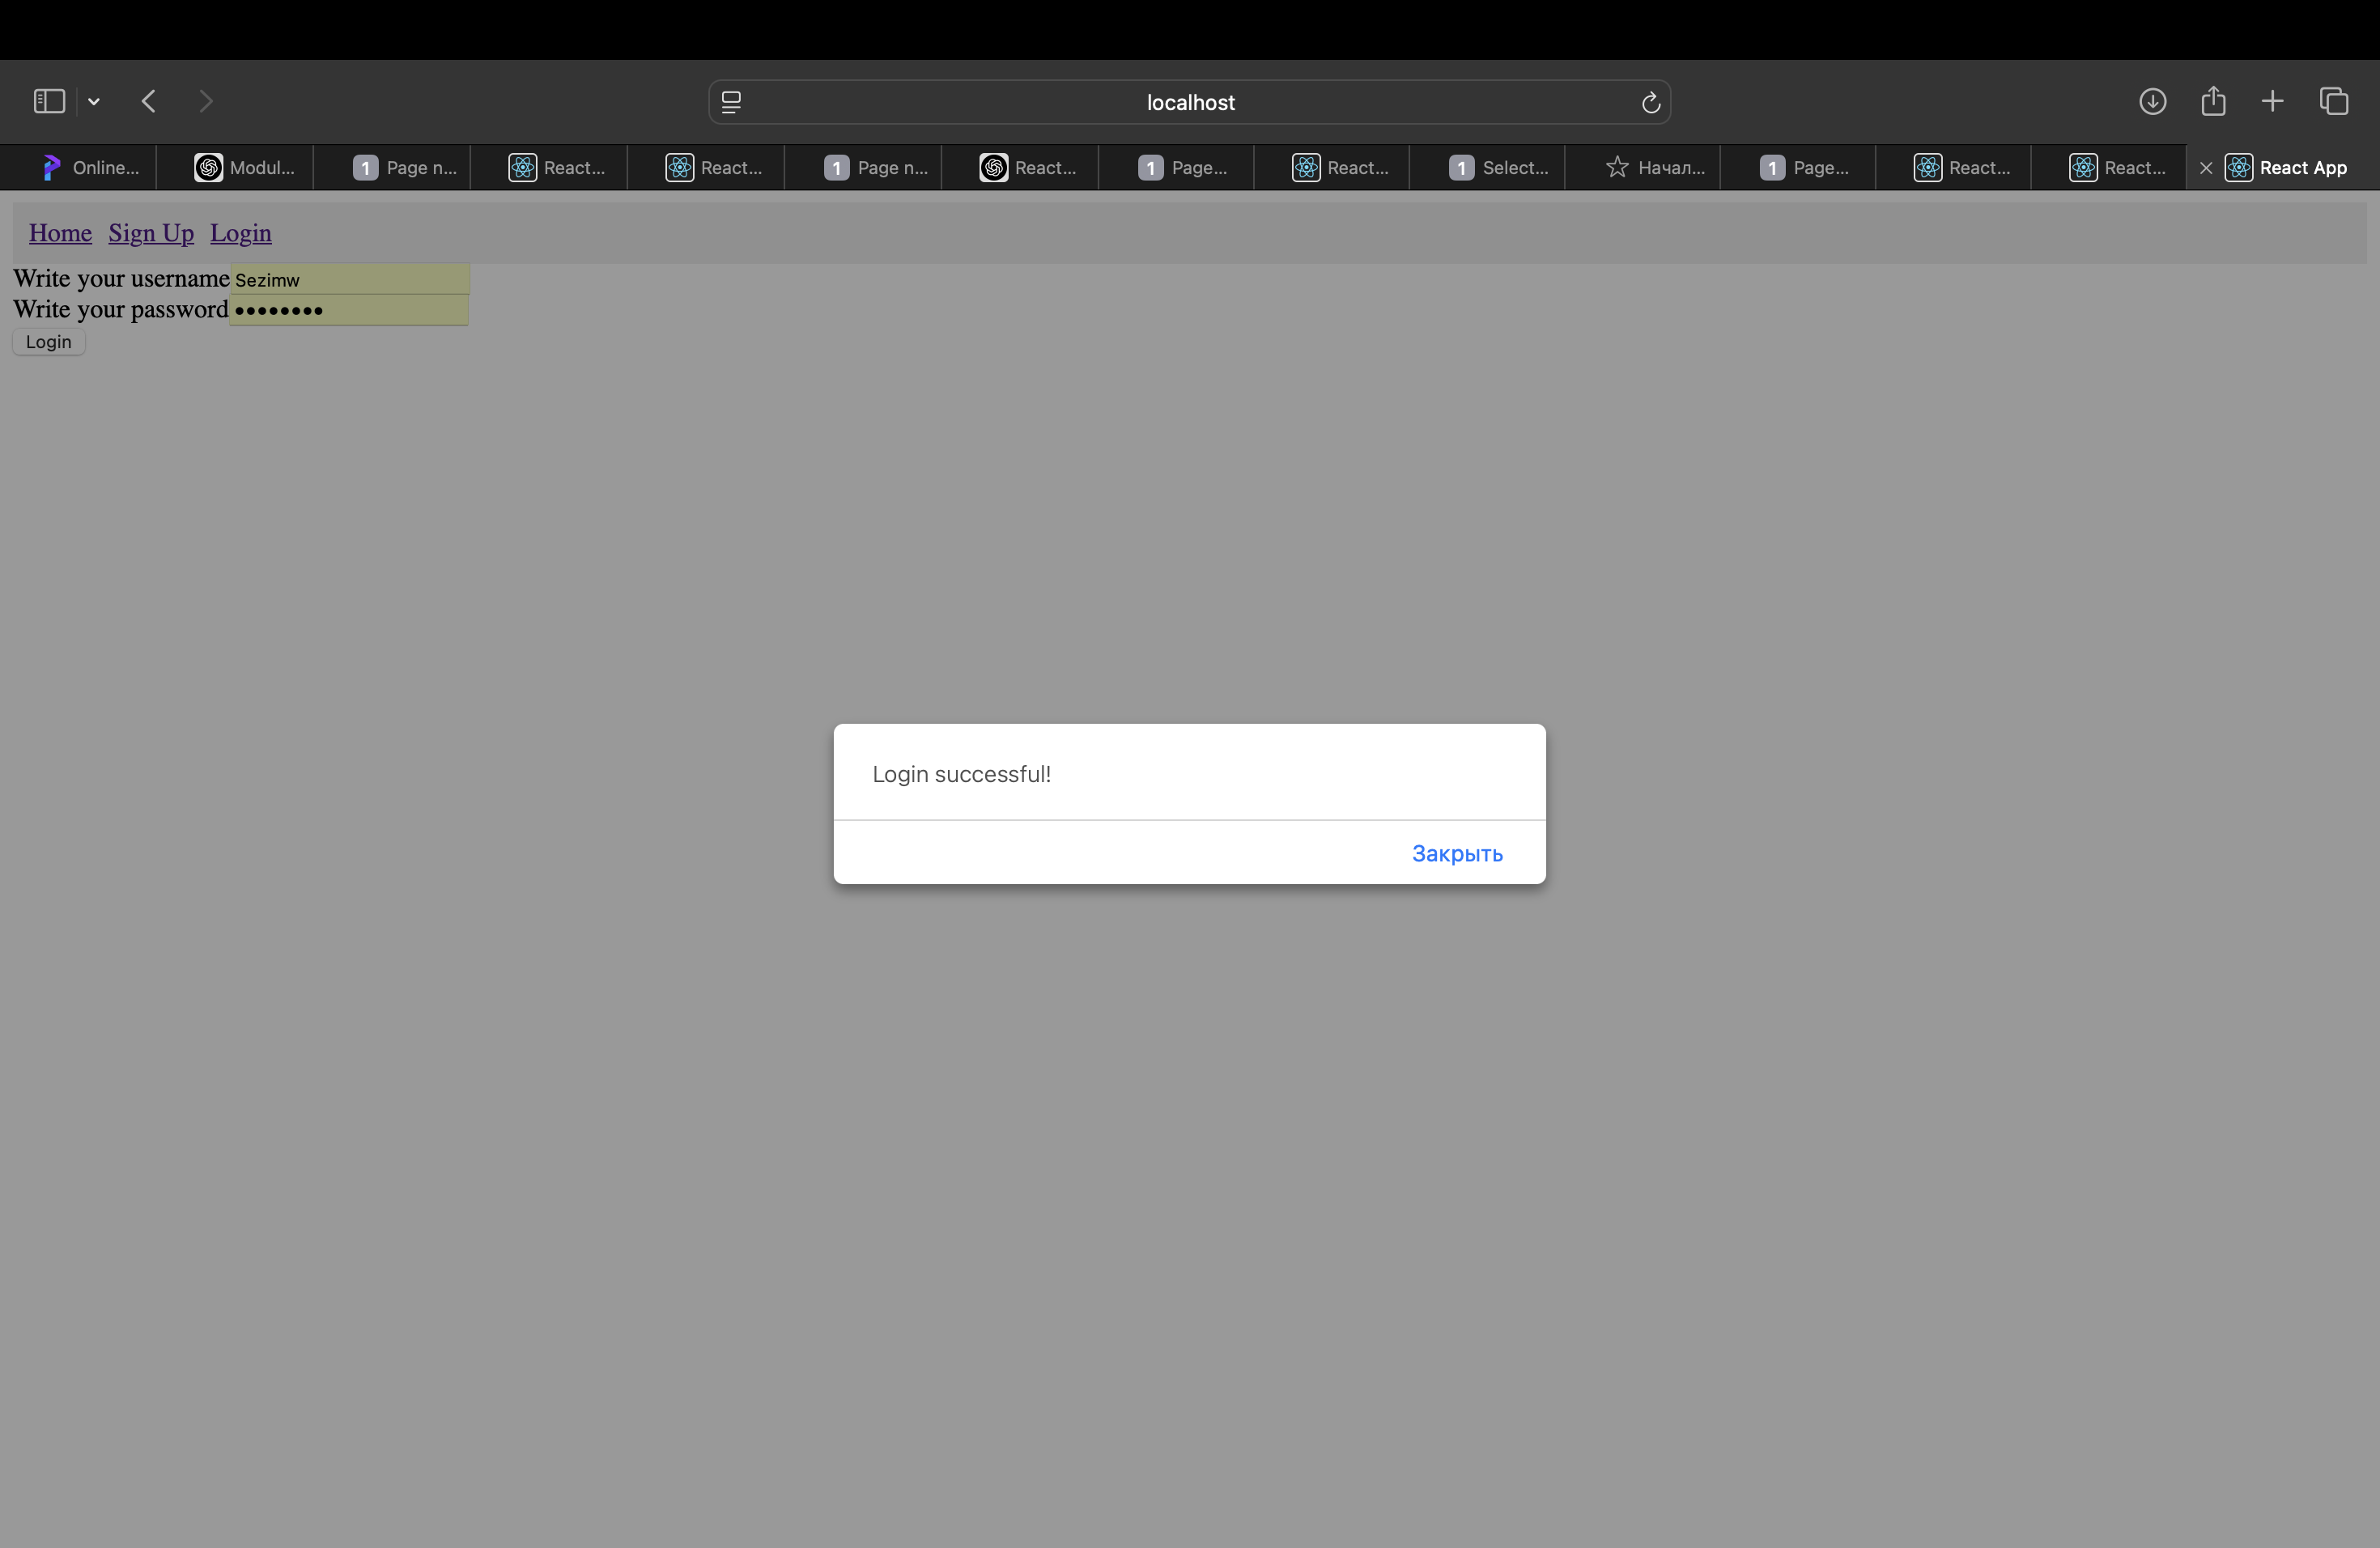 localhost
Online... Modul... 1 Page n... React... React... 1 Page n... React... 1 Page... React... 1 Select... Начал... 1 Page... React... React... React App
Home Sign Up Login
Write your username Sezimw
Write your password ••••••••
Login
Login successful!
Закрыть